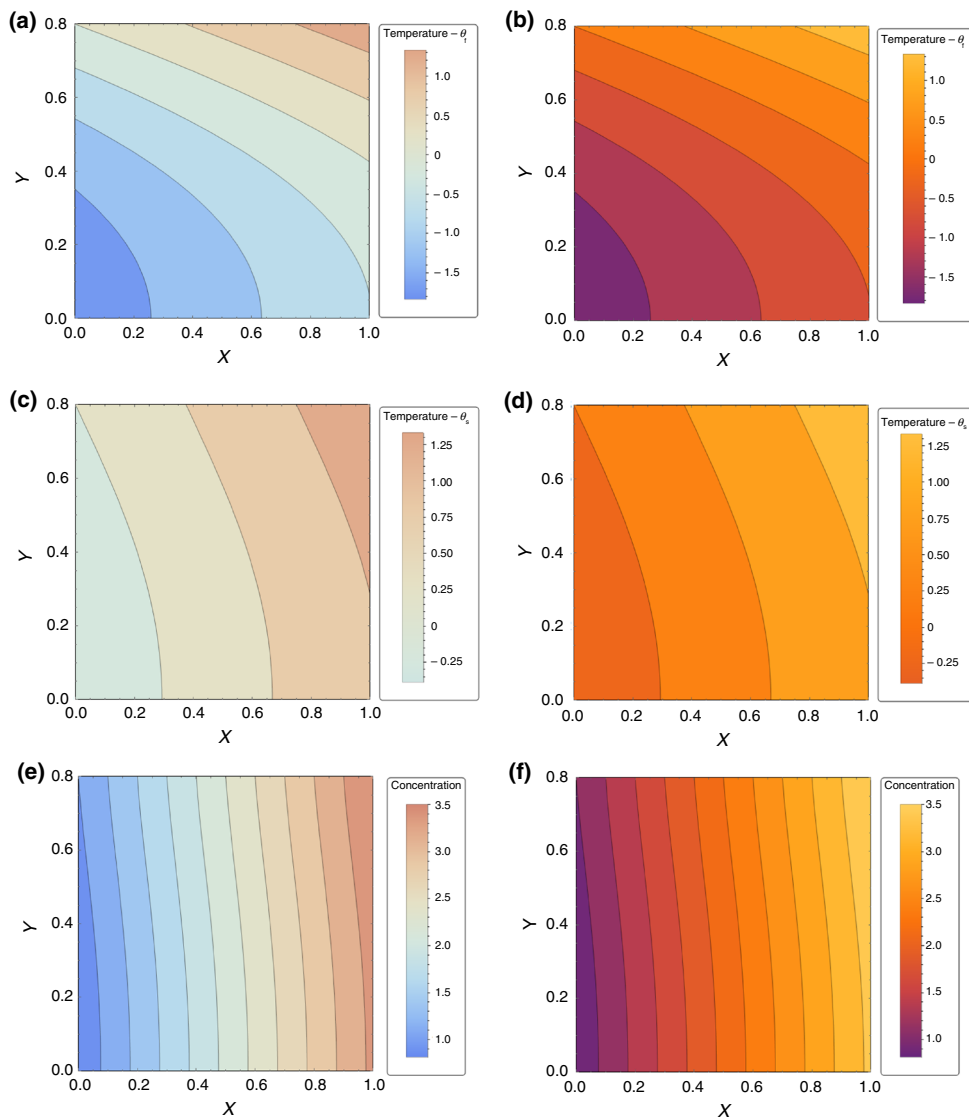 (a)
0.8
0.6
0.4
0.2
0.0
Y
0.0 0.2 0.4 0.6 0.8 1.0
X
Temperature – θf
1.0
0.5
0
– 0.5
– 1.0
– 1.5
(b)
0.8
0.6
0.4
0.2
0.0
Y
0.0 0.2 0.4 0.6 0.8 1.0
X
Temperature – θf
1.0
0.5
0
– 0.5
– 1.0
– 1.5
(c)
0.8
0.6
0.4
0.2
0.0
Y
0.0 0.2 0.4 0.6 0.8 1.0
X
Temperature – θs
1.25
1.00
0.75
0.50
0.25
0
– 0.25
(d)
0.8
0.6
0.4
0.2
0.0
Y
0.0 0.2 0.4 0.6 0.8 1.0
X
Temperature – θs
1.25
1.00
0.75
0.50
0.25
0
– 0.25
(e)
0.8
0.6
0.4
0.2
0.0
Y
0.0 0.2 0.4 0.6 0.8 1.0
X
Concentration
3.5
3.0
2.5
2.0
1.5
1.0
(f)
0.8
0.6
0.4
0.2
0.0
Y
0.0 0.2 0.4 0.6 0.8 1.0
X
Concentration
3.5
3.0
2.5
2.0
1.5
1.0